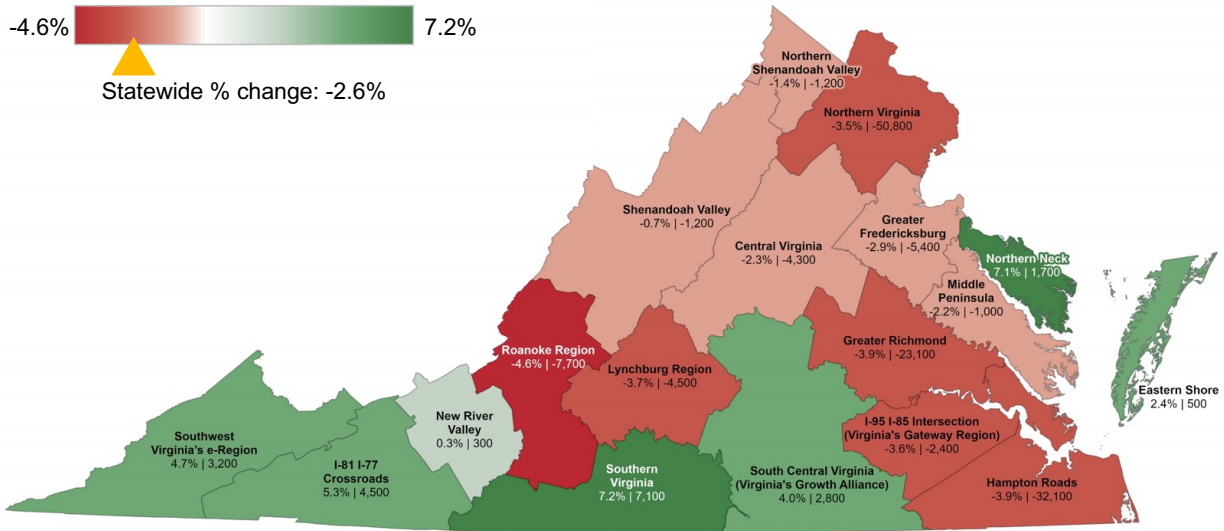 -4.6%
7.2%
Statewide % change: -2.6%
Northern
Shenandoah Valley
-1.4% | -1,200
Northern Virginia
-3.5% | -50,800
Shenandoah Valley
-0.7% | -1,200
Central Virginia
-2.3% | -4,300
Greater
Fredericksburg
-2.9% | -5,400
Northern Neck
7.1% | 1,700
Middle
Peninsula
-2.2% | -1,000
Roanoke Region
-4.6% | -7,700
Lynchburg Region
-3.7% | -4,500
Greater Richmond
-3.9% | -23,100
Eastern Shore
2.4% | 500
New River
Valley
0.3% | 300
Southwest
Virginia's e-Region
4.7% | 3,200
I-81 I-77
Crossroads
5.3% | 4,500
Southern
Virginia
7.2% | 7,100
South Central Virginia
(Virginia's Growth Alliance)
4.0% | 2,800
I-95 I-85 Intersection
(Virginia's Gateway Region)
-3.6% | -2,400
Hampton Roads
-3.9% | -32,100